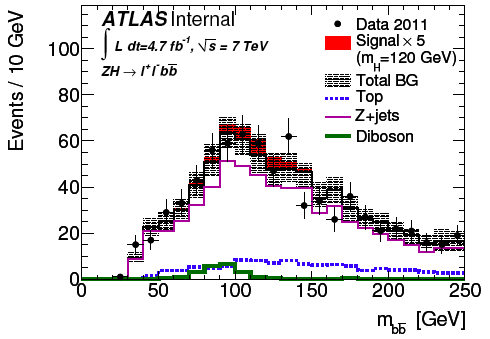 ATLAS Internal
∫ L dt=4.7 fb⁻¹, √s = 7 TeV
ZH → l⁺l⁻bb̅
Data 2011
Signal × 5
(m_H=120 GeV)
Total BG
Top
Z+jets
Diboson
Events / 10 GeV
100
80
60
40
20
0
0 50 100 150 200 250
m_bb̅ [GeV]